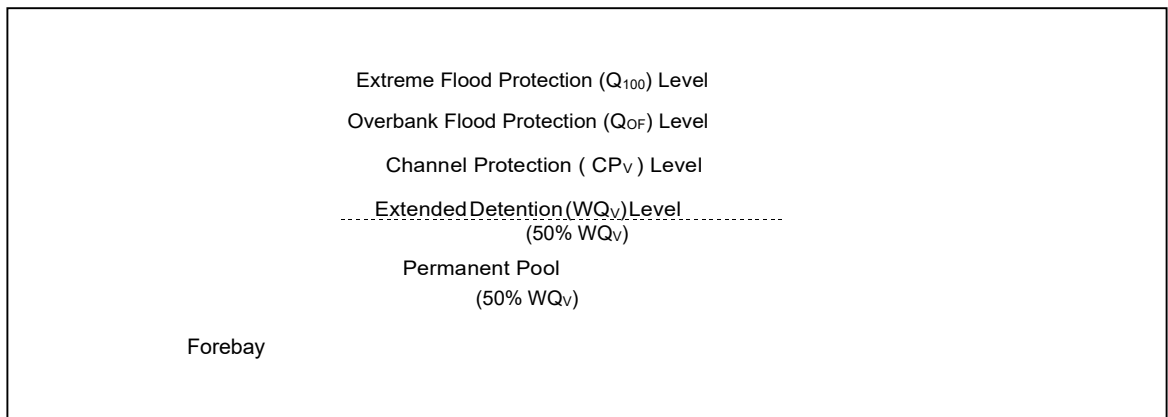 Extreme Flood Protection (Q100) Level
Overbank Flood Protection (QOF) Level
Channel Protection ( CPV ) Level
Extended Detention (WQV) Level
(50% WQV)
Permanent Pool
(50% WQV)
Forebay